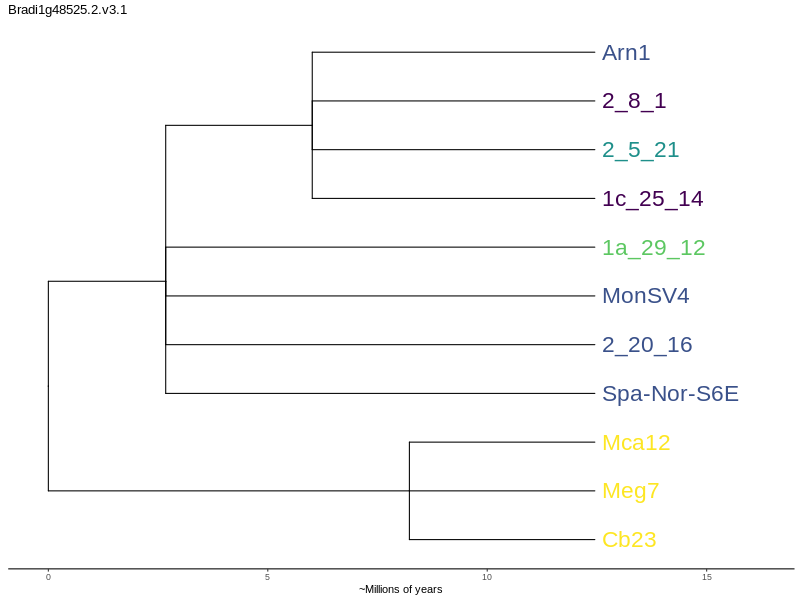 Bradi1g48525.2.v3.1
Arn1
2_8_1
2_5_21
1c_25_14
1a_29_12
MonSV4
2_20_16
Spa-Nor-S6E
Mca12
Meg7
Cb23
0 5 10 15
~Millions of years